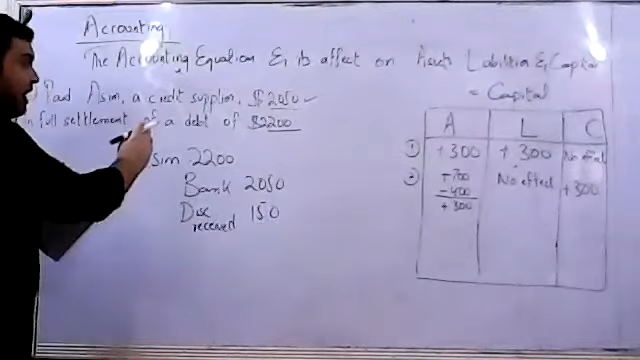 Accounting
The Accounting Equation & its affect on Assets Liabilities & Capital
= Capital
Paid Asim, a credit supplier, $2050
in full settlement of a debt of $2200
Asim 2200
Bank 2050
Disc received 150
A L C
① +300 +300 No effect
② +700 No effect +300
-400
+300